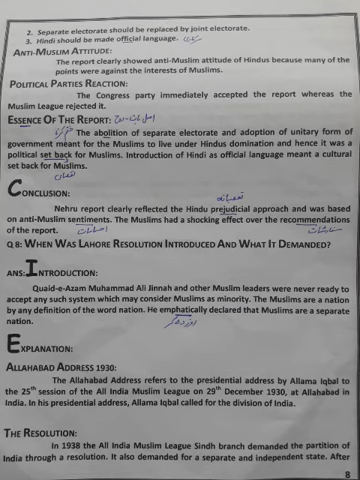 2. Separate electorate should be replaced by joint electorate.
3. Hindi should be made official language.
ANTI-MUSLIM ATTITUDE:
The report clearly showed anti-Muslim attitude of Hindus because many of the
points were against the interests of Muslims.
POLITICAL PARTIES REACTION:
The Congress party immediately accepted the report whereas the
Muslim League rejected it.
ESSENCE OF THE REPORT:
The abolition of separate electorate and adoption of unitary form of
government meant for the Muslims to live under Hindus domination and hence it was
a political set back for Muslims. Introduction of Hindi as official language meant a cultural
set back for Muslims.
نقصان
CONCLUSION:
Nehru report clearly reflected the Hindu prejudicial approach and was based
on anti-Muslim sentiments. The Muslims had a shocking effect over the recommendations
of the report.
Q 8: WHEN WAS LAHORE RESOLUTION INTRODUCED AND WHAT IT DEMANDED?
ANS: INTRODUCTION:
Quaid-e-Azam Muhammad Ali Jinnah and other Muslim leaders were never ready to
accept any such system which may consider Muslims as minority. The Muslims are a nation
by any definition of the word nation. He emphatically declared that Muslims are a separate
nation.
EXPLANATION:
ALLAHABAD ADDRESS 1930:
The Allahabad Address refers to the presidential address by Allama Iqbal to
the 25th session of the All India Muslim League on 29th December 1930, at Allahabad in
India. In his presidential address, Allama Iqbal called for the division of India.
THE RESOLUTION:
In 1938 the All India Muslim League Sindh branch demanded the partition of
India through a resolution. It also demanded for a separate and independent state. After
8